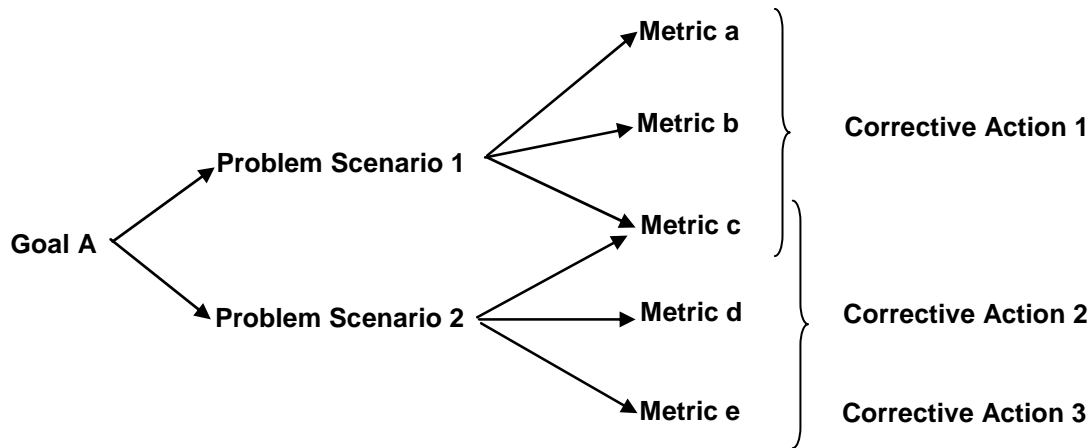 Metric a
Metric b
Corrective Action 1
Problem Scenario 1
Metric c
Goal A
Problem Scenario 2
Metric d
Corrective Action 2
Metric e
Corrective Action 3